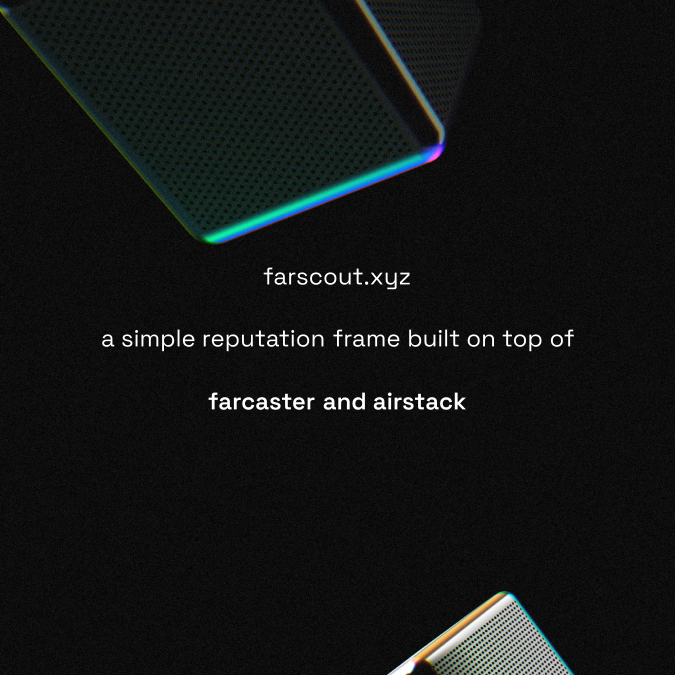 farscout.xyz
a simple reputation frame built on top of
farcaster and airstack